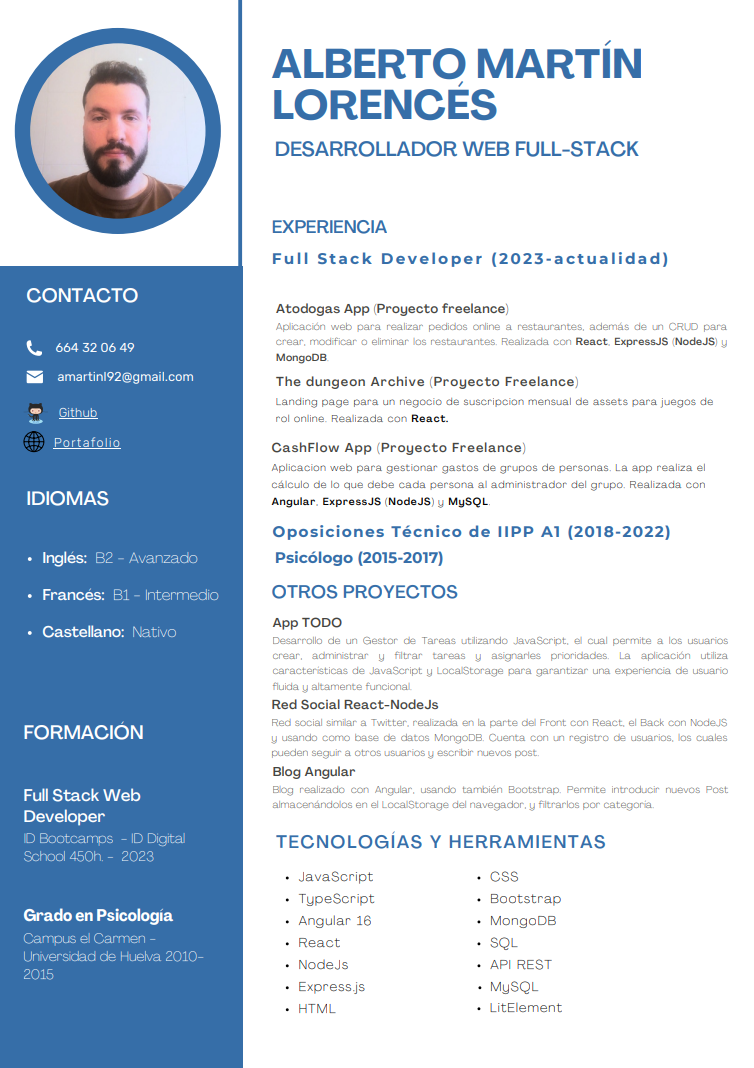 ALBERTO MARTÍN
LORENCÉS
DESARROLLADOR WEB FULL-STACK
CONTACTO
664 32 06 49
amartinl92@gmail.com
Github
Portafolio
IDIOMAS
• Inglés: B2 - Avanzado
• Francés: B1 - Intermedio
• Castellano: Nativo
FORMACIÓN
Full Stack Web
Developer
ID Bootcamps - ID Digital
School 450h. - 2023
Grado en Psicología
Campus el Carmen -
Universidad de Huelva 2010-
2015
EXPERIENCIA
Full Stack Developer (2023-actualidad)
Atodogas App (Proyecto freelance)
Aplicación web para realizar pedidos online a restaurantes, además de un CRUD para
crear, modificar o eliminar los restaurantes. Realizada con React, ExpressJS (NodeJS) y
MongoDB.
The dungeon Archive (Proyecto Freelance)
Landing page para un negocio de suscripcion mensual de assets para juegos de
rol online. Realizada con React.
CashFlow App (Proyecto Freelance)
Aplicacion web para gestionar gastos de grupos de personas. La app realiza el
cálculo de lo que debe cada persona al administrador del grupo. Realizada con
Angular, ExpressJS (NodeJS) y MySQL.
Oposiciones Técnico de IIPP A1 (2018-2022)
Psicólogo (2015-2017)
OTROS PROYECTOS
App TODO
Desarrollo de un Gestor de Tareas utilizando JavaScript, el cual permite a los usuarios
crear, administrar y filtrar tareas y asignarles prioridades. La aplicación utiliza
características de JavaScript y LocalStorage para garantizar una experiencia de usuario
fluida y altamente funcional.
Red Social React-NodeJs
Red social similar a Twitter, realizada en la parte del Front con React, el Back con NodeJS
y usando como base de datos MongoDB. Cuenta con un registro de usuarios, los cuales
pueden seguir a otros usuarios y escribir nuevos post.
Blog Angular
Blog realizado con Angular, usando también Bootstrap. Permite introducir nuevos Post
almacenándolos en el LocalStorage del navegador, y filtrarlos por categoría.
TECNOLOGÍAS Y HERRAMIENTAS
• JavaScript
• TypeScript
• Angular 16
• React
• NodeJs
• Express.js
• HTML
• CSS
• Bootstrap
• MongoDB
• SQL
• API REST
• MySQL
• LitElement